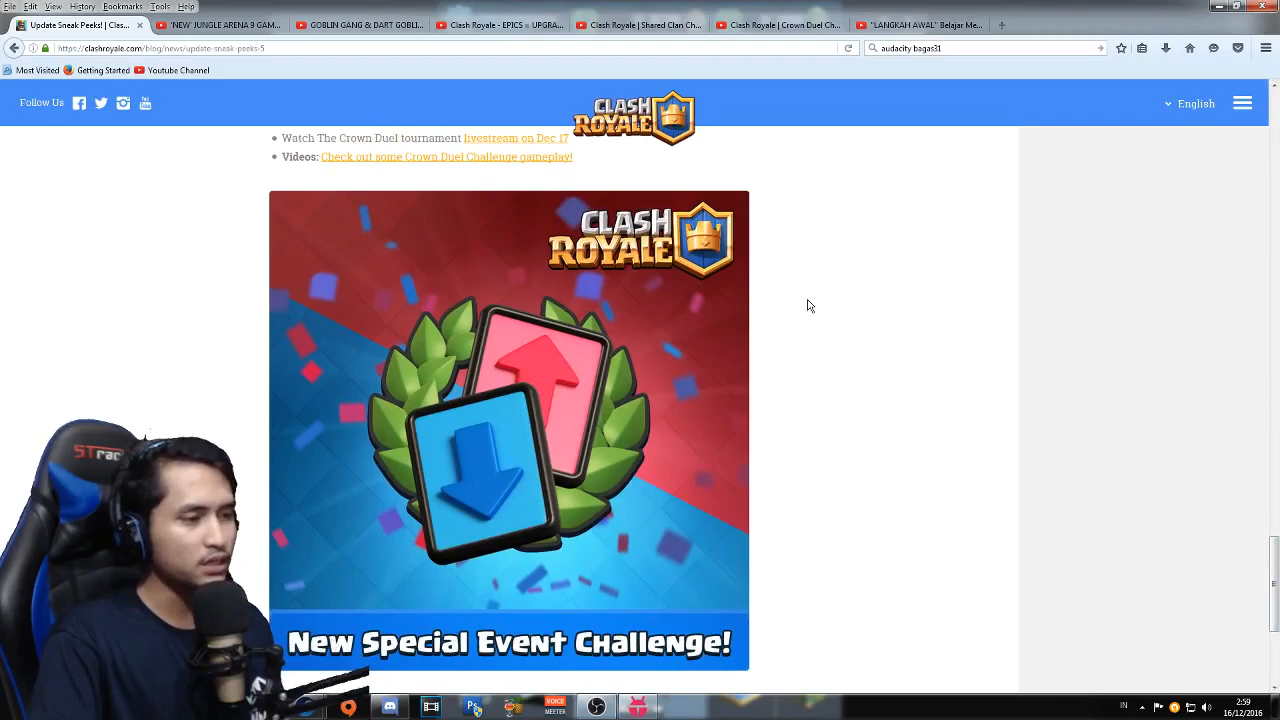 File Edit View History Bookmarks Tools Help
Update Sneak Peeks! | Clas...
'NEW JUNGLE ARENA 9 GAM...
GOBLIN GANG & DART GOBLI...
Clash Royale - EPICS = UPGRA...
Clash Royale | Shared Clan Ch...
Clash Royale | Crown Duel Ch...
"LANGKAH AWAL" Belajar Me...
https://clashroyale.com/blog/news/update-sneak-peeks-5
audacity bagas31
Most Visited Getting Started Youtube Channel
Follow Us
CLASH
ROYALE
English
Watch The Crown Duel tournament livestream on Dec 17
Videos: Check out some Crown Duel Challenge gameplay!
CLASH
ROYALE
New Special Event Challenge!
VOICE
MEETER
IN
2:59
16/12/2016